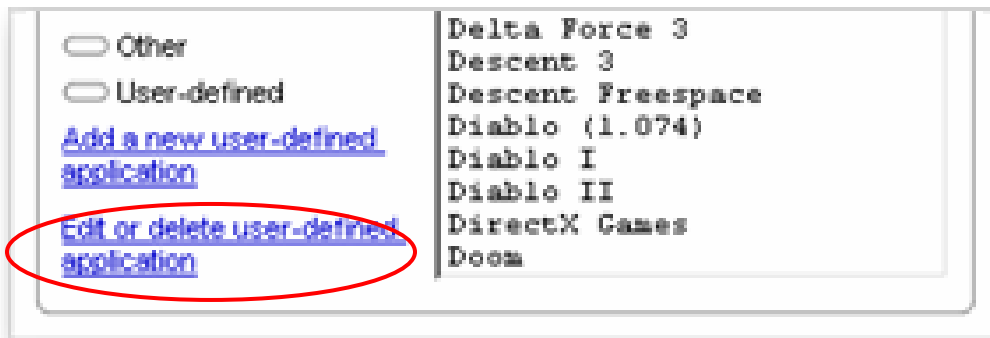 Other
User-defined
Add a new user-defined
application
Edit or delete user-defined
application
Delta Force 3
Descent 3
Descent Freespace
Diablo (1.074)
Diablo I
Diablo II
DirectX Games
Doom